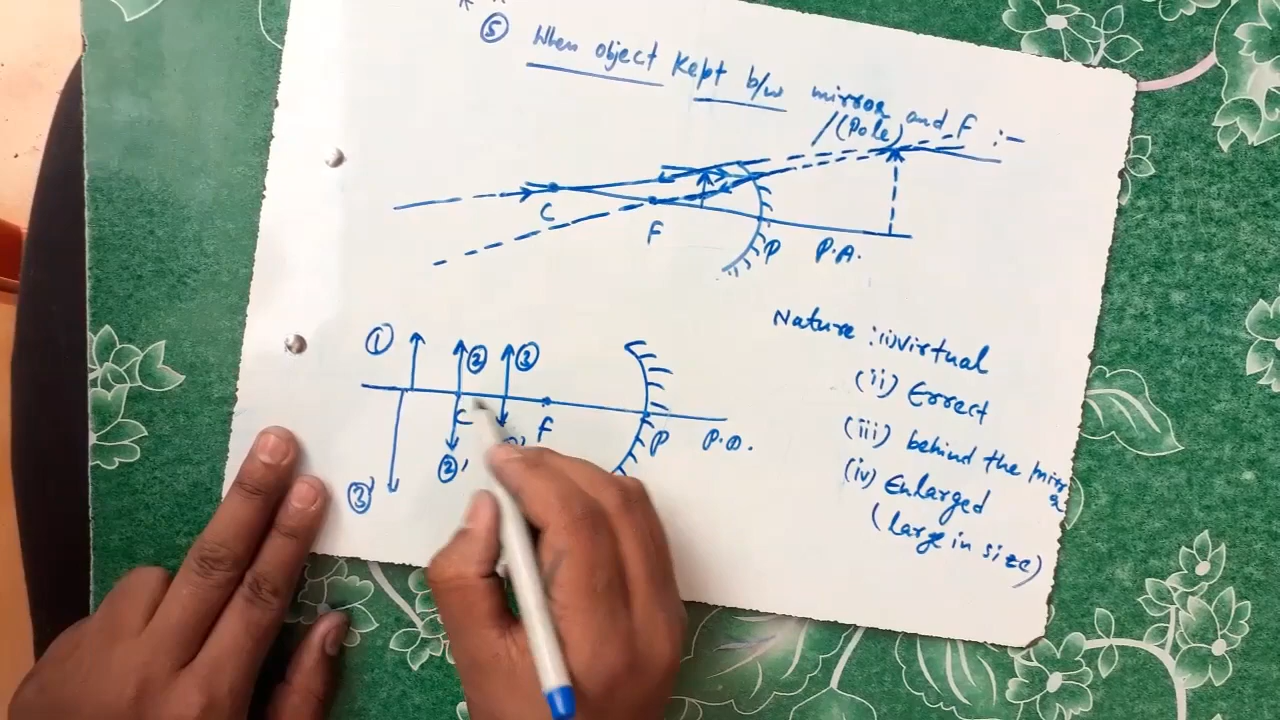 ⑤ When object kept b/w mirror and F :-
/(Pole)
C
F
P
P.A.
Nature : (i) virtual
(ii) Errect
(iii) behind the mirror
(iv) Enlarged
(large in size)
① ② ③
C
F
P
P.A.
②'
③'